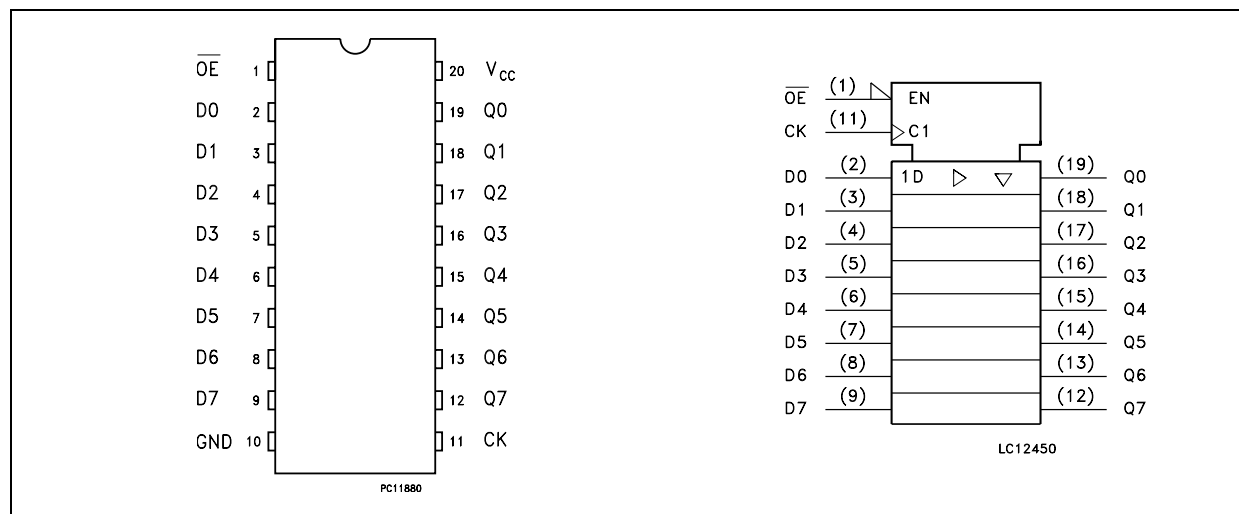 OE 1 20 VCC
D0 2 19 Q0
D1 3 18 Q1
D2 4 17 Q2
D3 5 16 Q3
D4 6 15 Q4
D5 7 14 Q5
D6 8 13 Q6
D7 9 12 Q7
GND 10 11 CK
PC11880
OE (1) EN
CK (11) C1
D0 (2) 1D (19) Q0
D1 (3) (18) Q1
D2 (4) (17) Q2
D3 (5) (16) Q3
D4 (6) (15) Q4
D5 (7) (14) Q5
D6 (8) (13) Q6
D7 (9) (12) Q7
LC12450